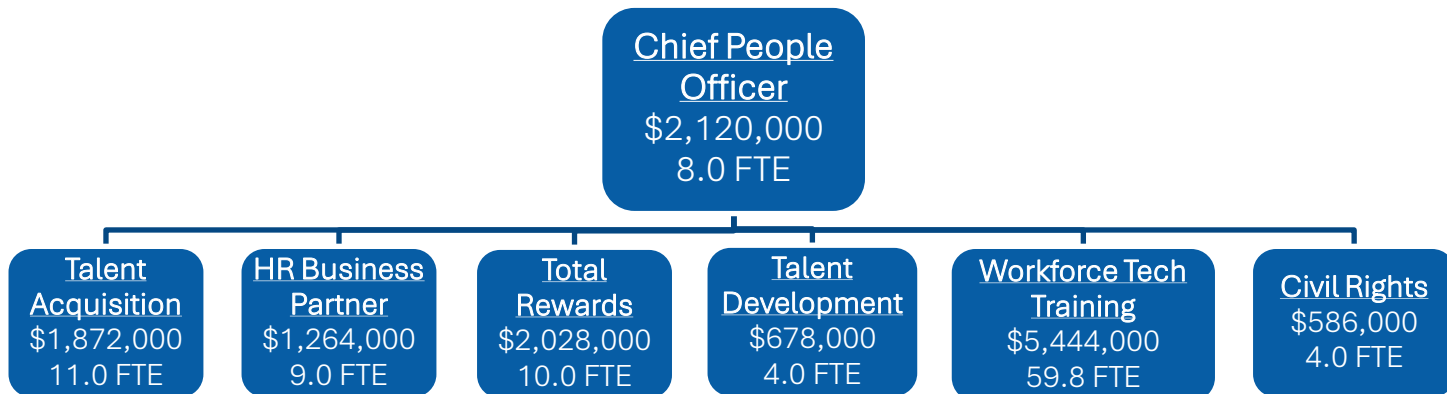 Chief People
Officer
$2,120,000
8.0 FTE
Talent
Acquisition
$1,872,000
11.0 FTE
HR Business
Partner
$1,264,000
9.0 FTE
Total
Rewards
$2,028,000
10.0 FTE
Talent
Development
$678,000
4.0 FTE
Workforce Tech
Training
$5,444,000
59.8 FTE
Civil Rights
$586,000
4.0 FTE